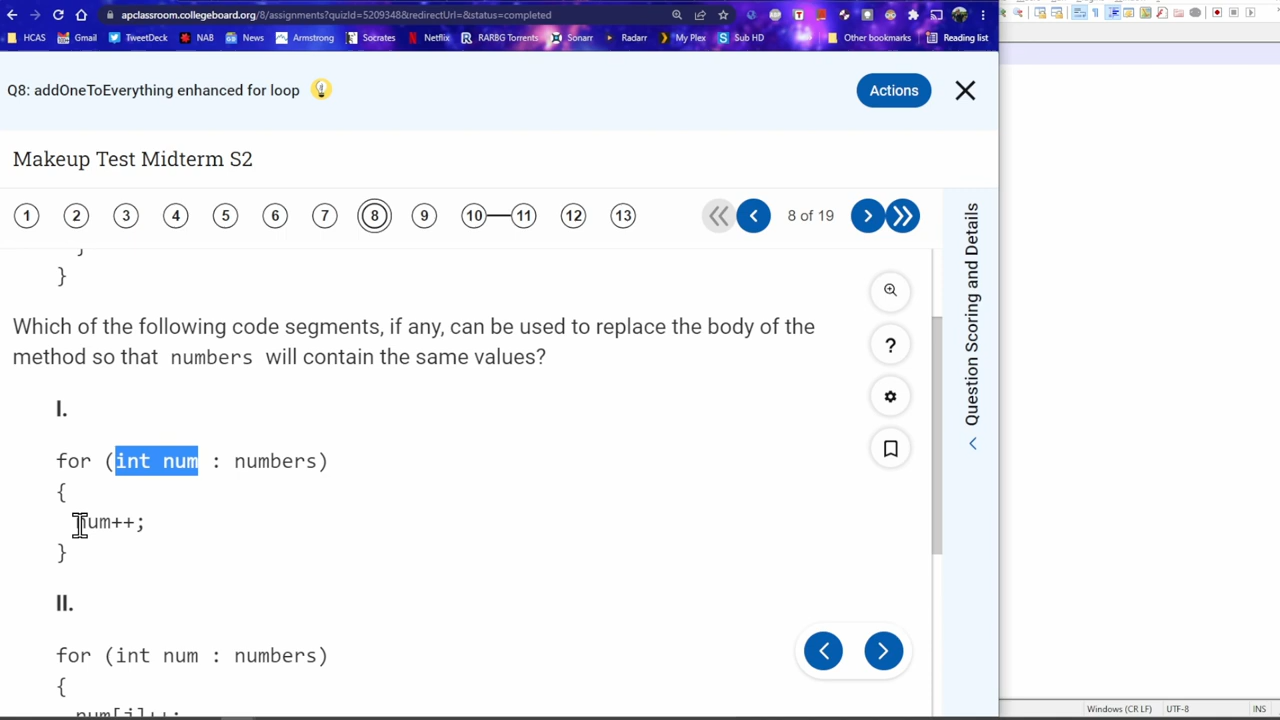 apclassroom.collegeboard.org/8/assignments?quizId=5209348&redirectUrl=&status=completed
HCAS Gmail TweetDeck NAB News Armstrong Socrates Netflix RARBG Torrents Sonarr Radarr My Plex Sub HD Other bookmarks Reading list
Q8: addOneToEverything enhanced for loop
Actions
Makeup Test Midterm S2
1 2 3 4 5 6 7 8 9 10 11 12 13 8 of 19
}
Which of the following code segments, if any, can be used to replace the body of the
method so that numbers will contain the same values?
I.
for (int num : numbers)
{
num++;
}
II.
for (int num : numbers)
{
num[j]++;
Question Scoring and Details
?
Windows (CR LF) UTF-8 INS